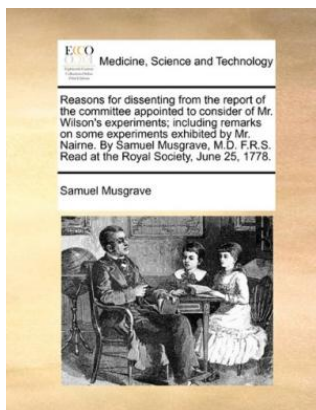 ECCO
Medicine, Science and Technology
Reasons for dissenting from the report of
the committee appointed to consider of Mr.
Wilson's experiments; including remarks
on some experiments exhibited by Mr.
Nairne. By Samuel Musgrave, M.D. F.R.S.
Read at the Royal Society, June 25, 1778.
Samuel Musgrave